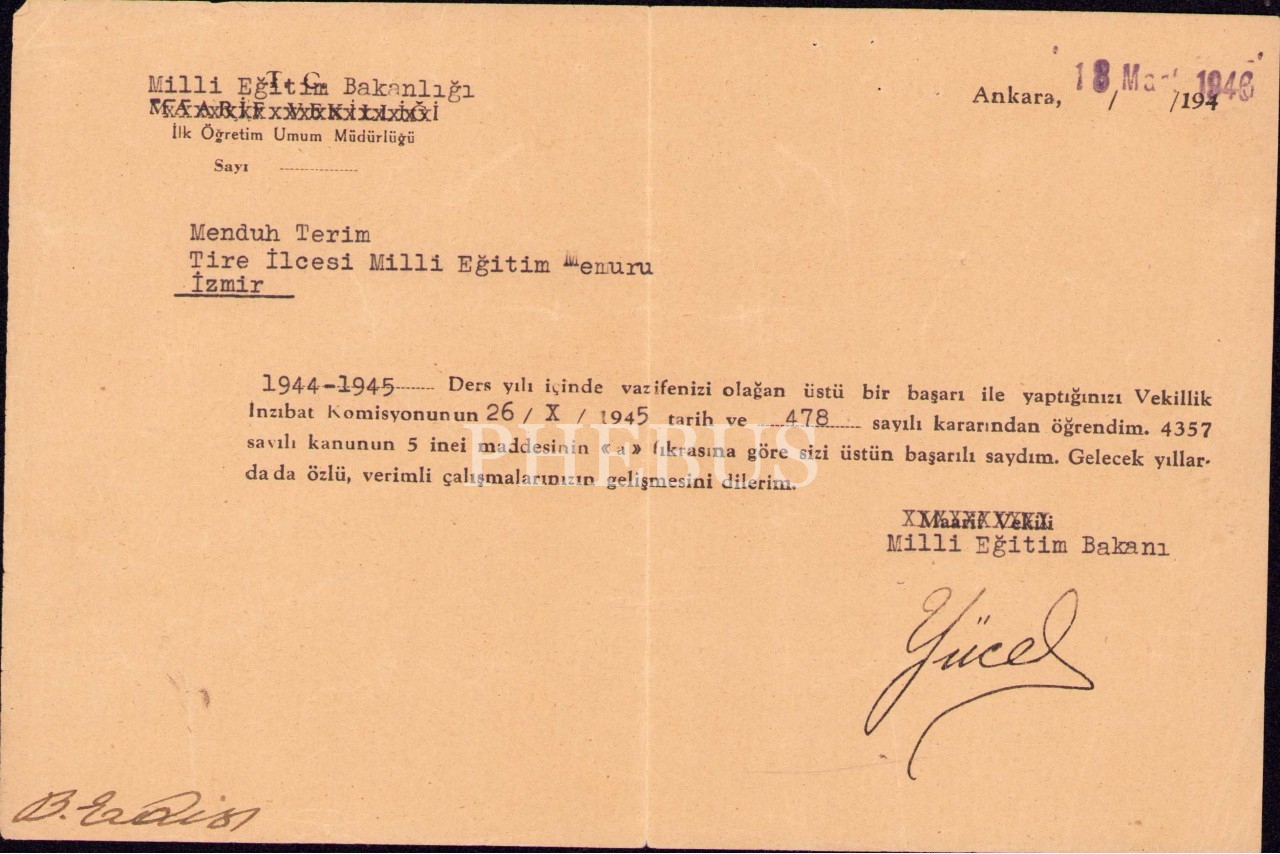 T. C.
Milli Eğitim Bakanlığı
MAARİF VEKİLLİĞİ
İlk Öğretim Umum Müdürlüğü
Sayı
Ankara, 18 Mart 1946
/ /194
Menduh Terim
Tire İlcesi Milli Eğitim Memuru
İzmir
1944-1945 Ders yılı içinde vazifenizi olağan üstü bir başarı ile yaptığınızı Vekillik
İnzıbat Komisyonunun 26 / X / 1945 tarih ve 478 sayılı kararından öğrendim. 4357
sayılı kanunun 5 inei maddesinin «a» fıkrasına göre sizi üstün başarılı saydım. Gelecek yıllar-
da da özlü, verimli çalışmalarınızın gelişmesini dilerim.
PHEBUS
Maarif Vekili
Milli Eğitim Bakanı
Yücel
B.